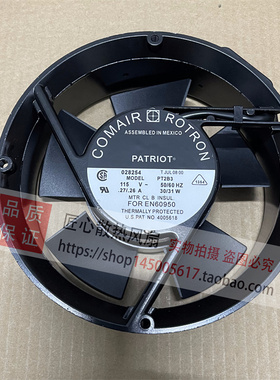 COMAIR ROTRON
ASSEMBLED IN MEXICO
PATRIOT®
028254
MODEL PT2B3
115 V~ 50/60 HZ
.27/.26 A 30/31 W
MTR. CL B INSUL.
FOR EN60950
THERMALLY PROTECTED
U.S.PAT NO. 4005618
匠心散热风扇
实物拍摄
盗图必究
https://shop145005617.taobao.com